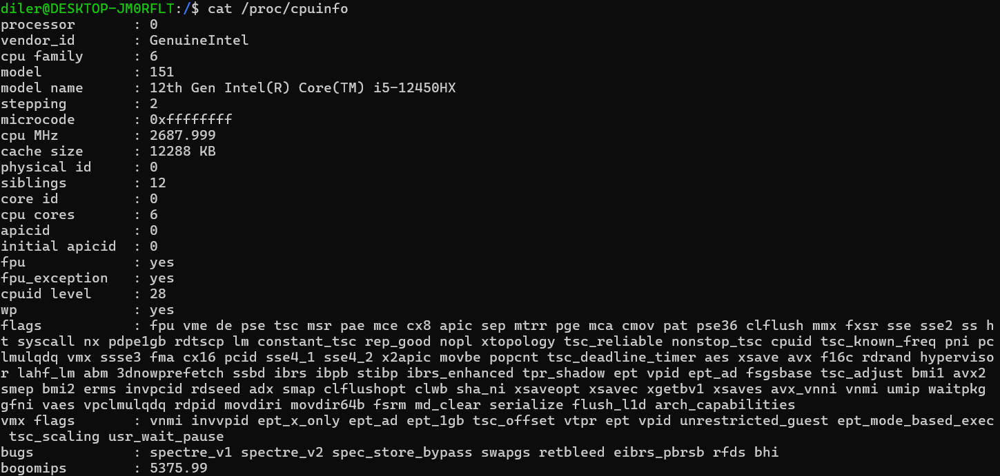 diler@DESKTOP-JM0RFLT:/$ cat /proc/cpuinfo
processor       : 0
vendor_id       : GenuineIntel
cpu family      : 6
model           : 151
model name      : 12th Gen Intel(R) Core(TM) i5-12450HX
stepping        : 2
microcode       : 0xffffffff
cpu MHz         : 2687.999
cache size      : 12288 KB
physical id     : 0
siblings        : 12
core id         : 0
cpu cores       : 6
apicid          : 0
initial apicid  : 0
fpu             : yes
fpu_exception   : yes
cpuid level     : 28
wp              : yes
flags           : fpu vme de pse tsc msr pae mce cx8 apic sep mtrr pge mca cmov pat pse36 clflush mmx fxsr sse sse2 ss h
t syscall nx pdpe1gb rdtscp lm constant_tsc rep_good nopl xtopology tsc_reliable nonstop_tsc cpuid tsc_known_freq pni pc
lmulqdq vmx ssse3 fma cx16 pcid sse4_1 sse4_2 x2apic movbe popcnt tsc_deadline_timer aes xsave avx f16c rdrand hyperviso
r lahf_lm abm 3dnowprefetch ssbd ibrs ibpb stibp ibrs_enhanced tpr_shadow ept vpid ept_ad fsgsbase tsc_adjust bmi1 avx2
smep bmi2 erms invpcid rdseed adx smap clflushopt clwb sha_ni xsaveopt xsavec xgetbv1 xsaves avx_vnni vnmi umip waitpkg
gfni vaes vpclmulqdq rdpid movdiri movdir64b fsrm md_clear serialize flush_l1d arch_capabilities
vmx flags       : vnmi invvpid ept_x_only ept_ad ept_1gb tsc_offset vtpr ept vpid unrestricted_guest ept_mode_based_exec
 tsc_scaling usr_wait_pause
bugs            : spectre_v1 spectre_v2 spec_store_bypass swapgs retbleed eibrs_pbrsb rfds bhi
bogomips        : 5375.99